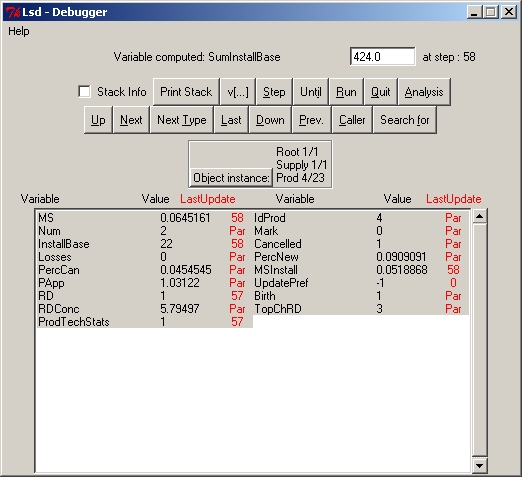 Lsd - Debugger
Help
Variable computed: SumInstallBase 424.0 at step : 58
Stack Info Print Stack v[...] Step Until Run Quit Analysis
Up Next Next Type Last Down Prev. Caller Search for
Root 1/1
Supply 1/1
Object instance: Prod 4/23
Variable Value LastUpdate Variable Value LastUpdate
MS 0.0645161 58 IdProd 4 Par
Num 2 Par Mark 0 Par
InstallBase 22 58 Cancelled 1 Par
Losses 0 Par PercNew 0.0909091 Par
PercCan 0.0454545 Par MSInstall 0.0518868 58
PApp 1.03122 Par UpdatePref -1 0
RD 1 57 Birth 1 Par
RDConc 5.79497 Par TopChRD 3 Par
ProdTechStats 1 57